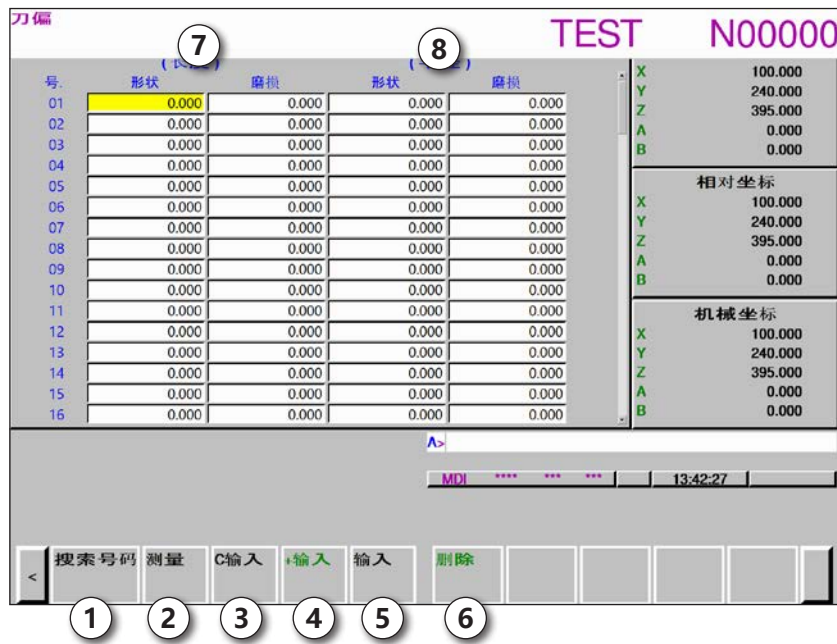 刀偏
TEST N00000
7 8
号. 形状 磨损 形状 磨损
01 0.000 0.000 0.000 0.000
02 0.000 0.000 0.000 0.000
03 0.000 0.000 0.000 0.000
04 0.000 0.000 0.000 0.000
05 0.000 0.000 0.000 0.000
06 0.000 0.000 0.000 0.000
07 0.000 0.000 0.000 0.000
08 0.000 0.000 0.000 0.000
09 0.000 0.000 0.000 0.000
10 0.000 0.000 0.000 0.000
11 0.000 0.000 0.000 0.000
12 0.000 0.000 0.000 0.000
13 0.000 0.000 0.000 0.000
14 0.000 0.000 0.000 0.000
15 0.000 0.000 0.000 0.000
16 0.000 0.000 0.000 0.000
X 100.000
Y 240.000
Z 395.000
A 0.000
B 0.000
相对坐标
X 100.000
Y 240.000
Z 395.000
A 0.000
B 0.000
机械坐标
X 100.000
Y 240.000
Z 395.000
A 0.000
B 0.000
A>
MDI **** *** *** 13:42:27
< 搜索号码 测量 C输入 +输入 输入 删除
1 2 3 4 5 6